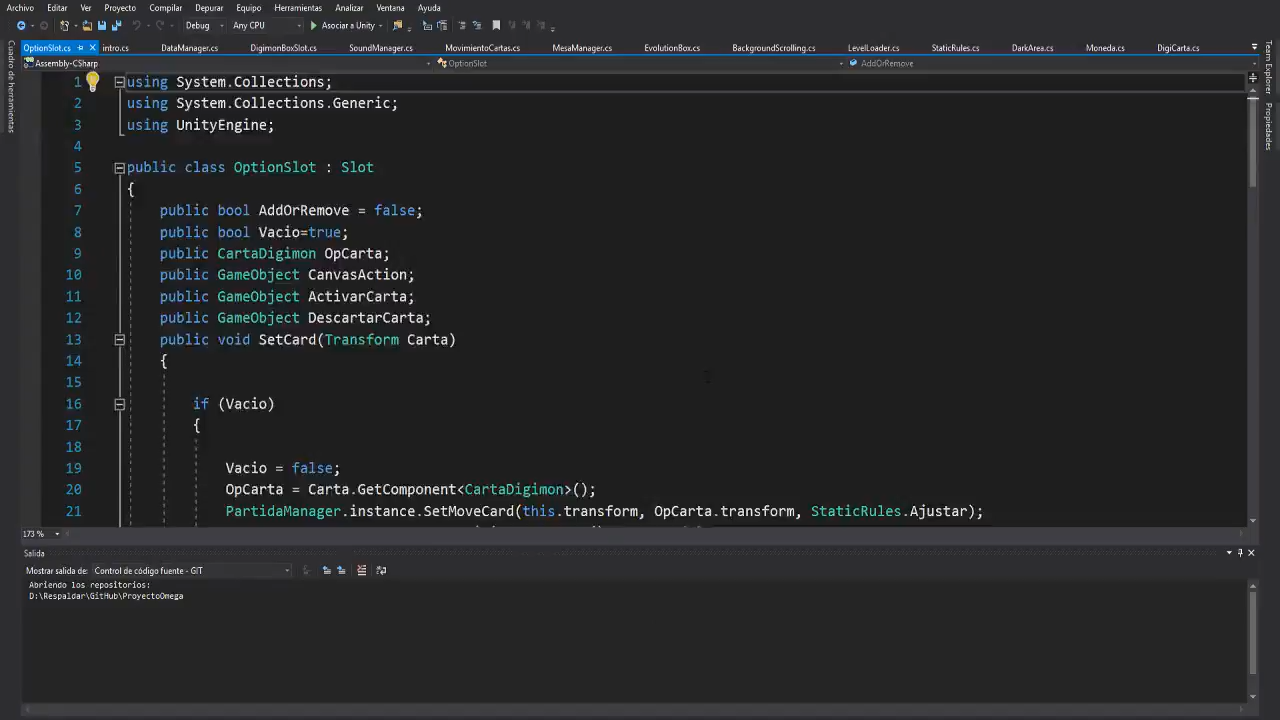 Archivo Editar Ver Proyecto Compilar Depurar Equipo Herramientas Analizar Ventana Ayuda
Debug Any CPU Asociar a Unity
OptionSlot.cs intro.cs DataManager.cs DigimonBoxSlot.cs SoundManager.cs MovimientoCartas.cs MesaManager.cs EvolutionBox.cs BackgroundScrolling.cs LevelLoader.cs StaticRules.cs DarkArea.cs Moneda.cs DigiCarta.cs
Assembly-CSharp OptionSlot AddOrRemove
Cuadro de herramientas
Team Explorer
Propiedades
1 using System.Collections;
2 using System.Collections.Generic;
3 using UnityEngine;
4
5 public class OptionSlot : Slot
6 {
7 public bool AddOrRemove = false;
8 public bool Vacio=true;
9 public CartaDigimon OpCarta;
10 public GameObject CanvasAction;
11 public GameObject ActivarCarta;
12 public GameObject DescartarCarta;
13 public void SetCard(Transform Carta)
14 {
15
16 if (Vacio)
17 {
18
19 Vacio = false;
20 OpCarta = Carta.GetComponent<CartaDigimon>();
21 PartidaManager.instance.SetMoveCard(this.transform, OpCarta.transform, StaticRules.Ajustar);
173 %
Salida
Mostrar salida de: Control de código fuente - GIT
Abriendo los repositorios:
D:\Respaldar\GitHub\ProyectoOmega